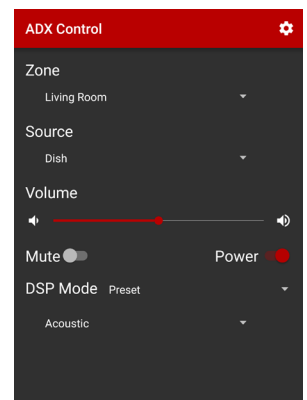 ADX Control
Zone
Living Room
Source
Dish
Volume
Mute Power
DSP Mode Preset
Acoustic